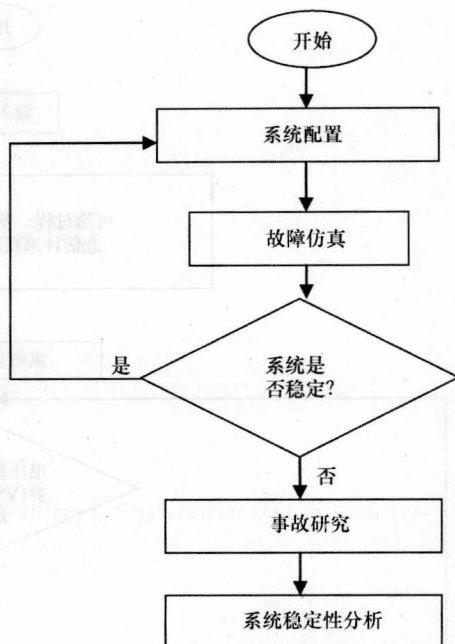 开始
系统配置
故障仿真
系统是
否稳定?
是
否
事故研究
系统稳定性分析